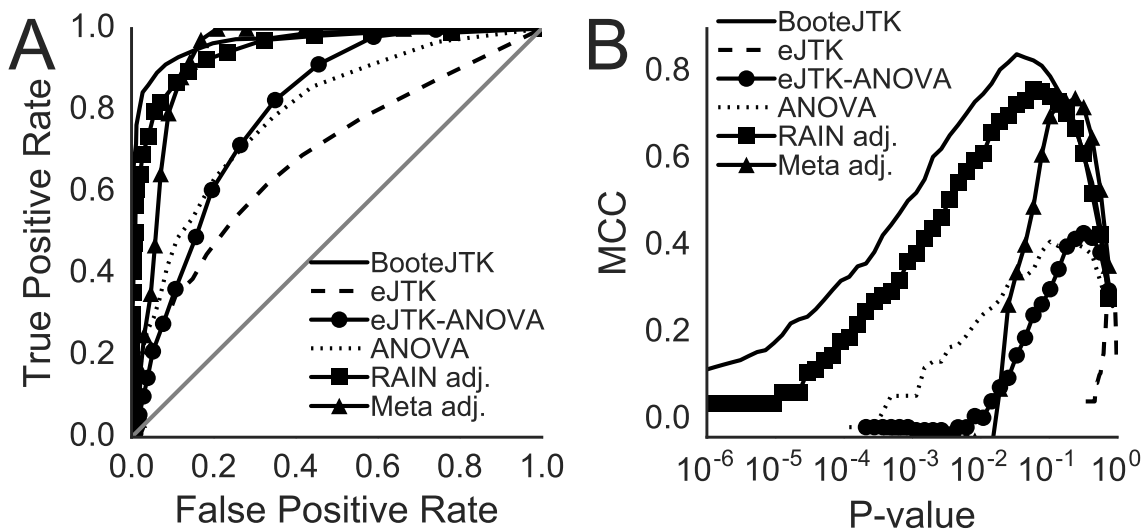 A
True Positive Rate
1.0
0.8
0.6
0.4
0.2
0.0
BooteJTK
eJTK
eJTK-ANOVA
ANOVA
RAIN adj.
Meta adj.
0.0 0.2 0.4 0.6 0.8 1.0
False Positive Rate
B
MCC
0.8
0.6
0.4
0.2
0.0
BooteJTK
eJTK
eJTK-ANOVA
ANOVA
RAIN adj.
Meta adj.
10⁻⁶ 10⁻⁵ 10⁻⁴ 10⁻³ 10⁻² 10⁻¹ 10⁰
P-value